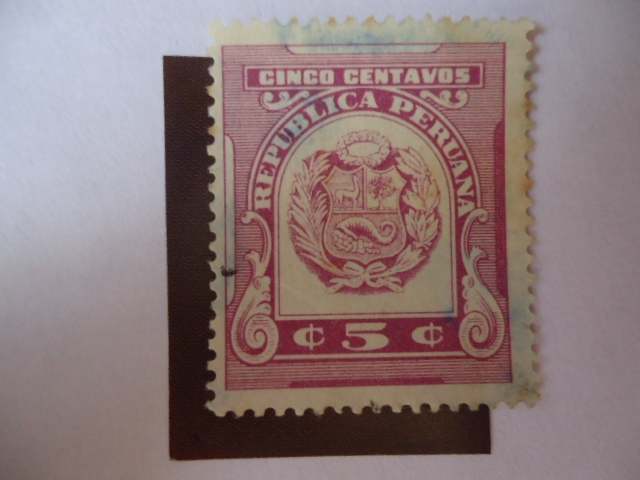 CINCO CENTAVOS
REPUBLICA PERUANA
¢ 5 ¢